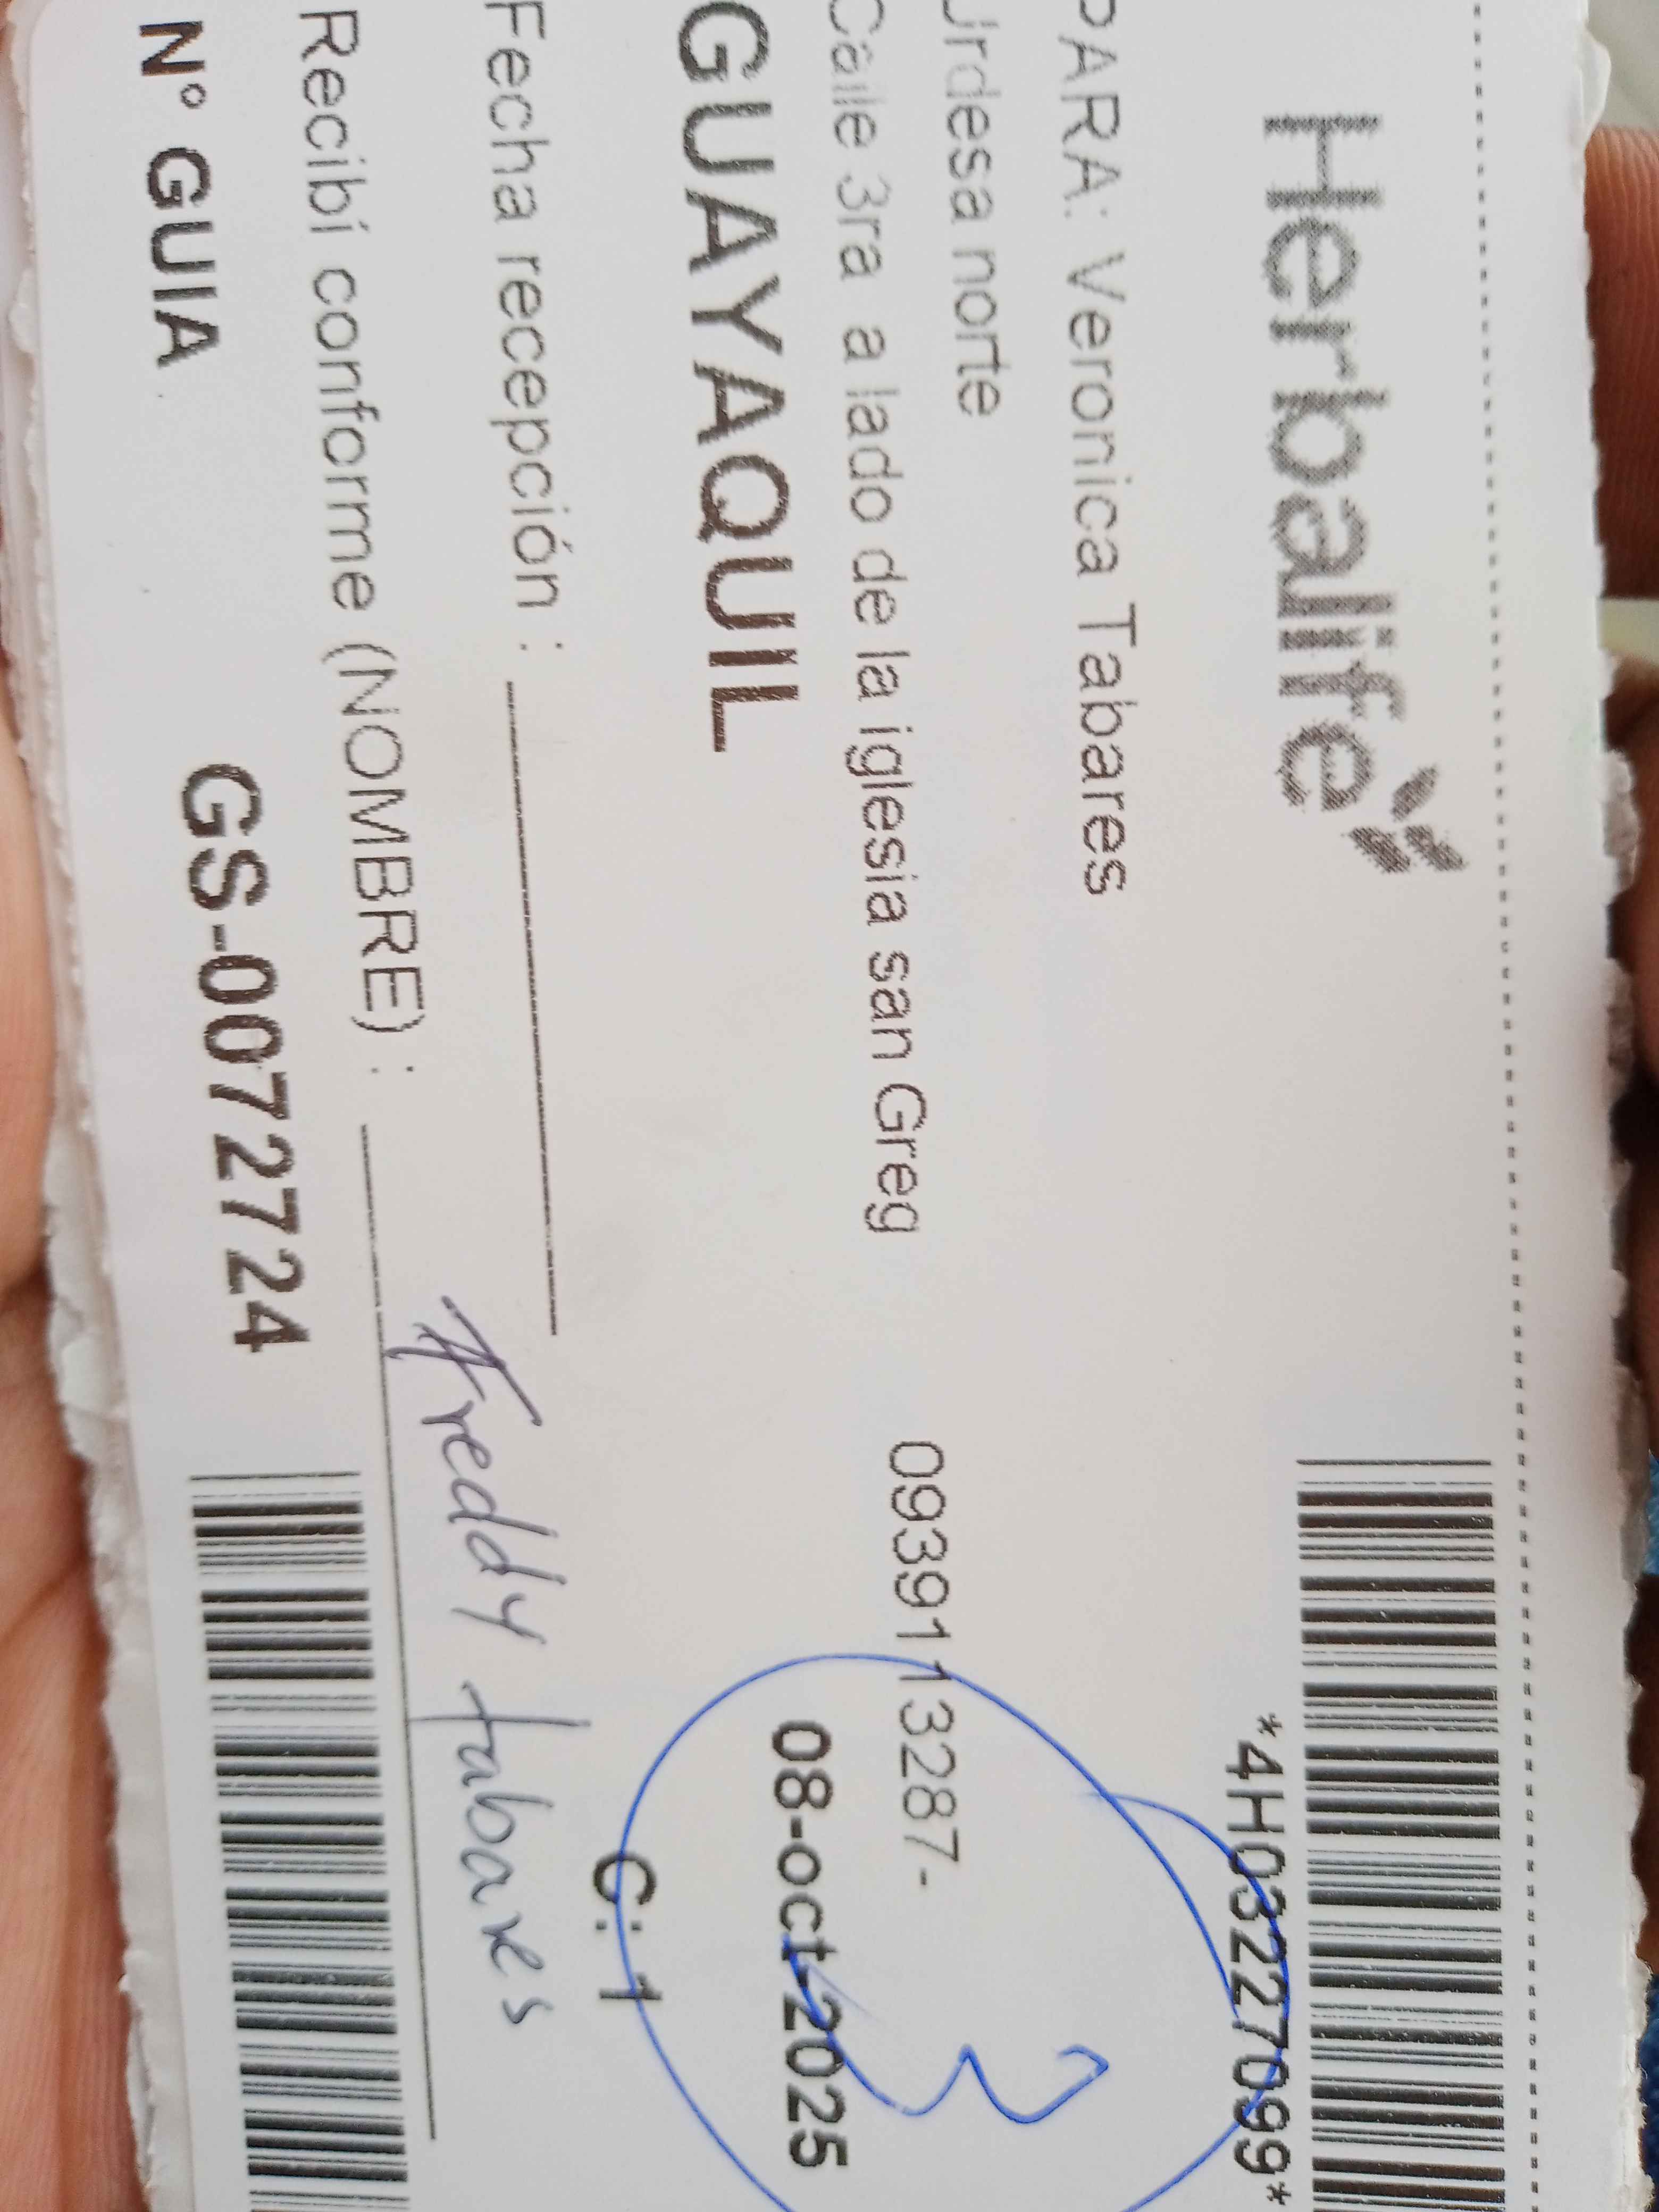 Herbalife
*4H03227099*
PARA: Veronica Tabares
Urdesa norte
Calle 3ra a lado de la iglesia san Greg 0939113287-
GUAYAQUIL 08-oct-2025
3
C: 1
Fecha recepción :
Recibí conforme (NOMBRE) : Freddy tabares
N° GUIA GS-00727724